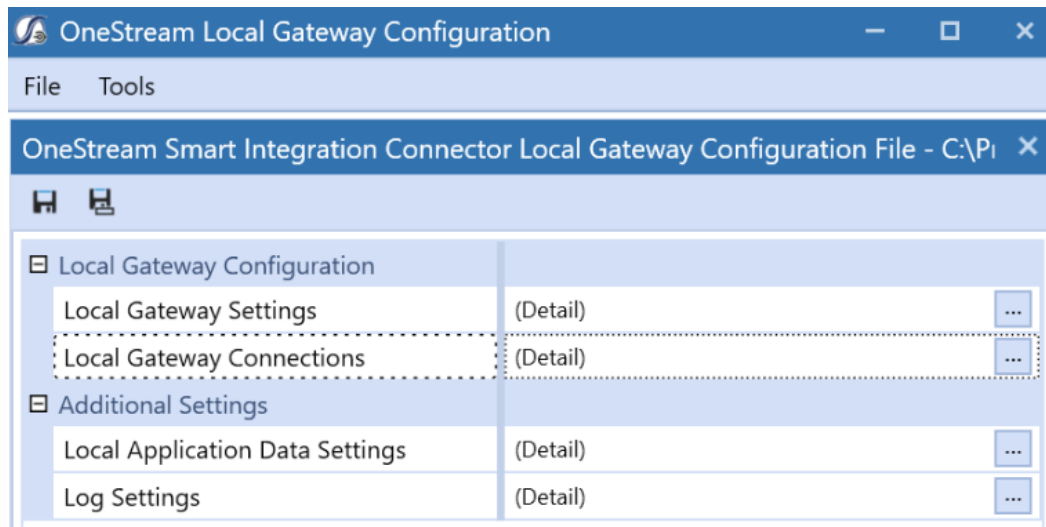 OneStream Local Gateway Configuration
File Tools
OneStream Smart Integration Connector Local Gateway Configuration File - C:\
Local Gateway Configuration
Local Gateway Settings (Detail) ...
Local Gateway Connections (Detail) ...
Additional Settings
Local Application Data Settings (Detail) ...
Log Settings (Detail) ...